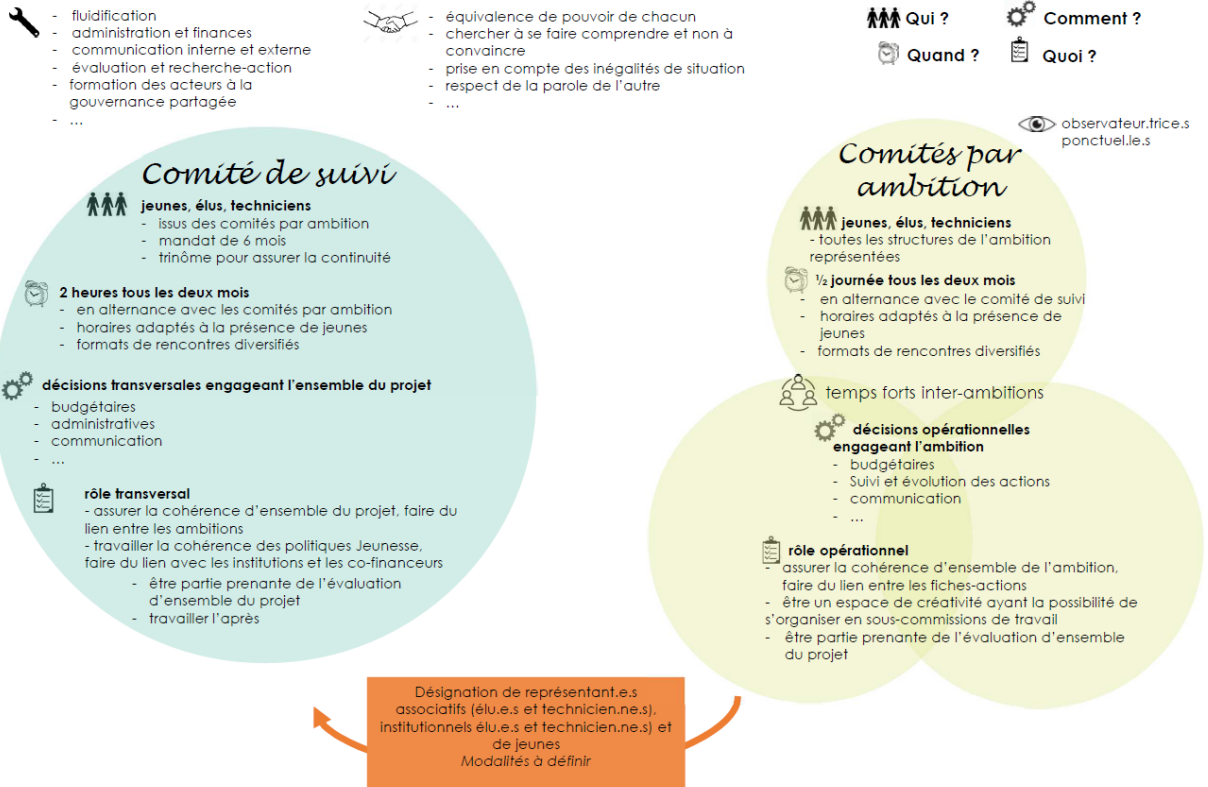 - fluidification
- administration et finances
- communication interne et externe
- évaluation et recherche-action
- formation des acteurs à la
gouvernance partagée
- ...
- équivalence de pouvoir de chacun
- chercher à se faire comprendre et non à
convaincre
- prise en compte des inégalités de situation
- respect de la parole de l'autre
- ...
Qui ?
Comment ?
Quand ?
Quoi ?
observateur.trice.s
ponctuel.le.s
Comité de suivi
jeunes, élus, techniciens
- issus des comités par ambition
- mandat de 6 mois
- trinôme pour assurer la continuité
2 heures tous les deux mois
- en alternance avec les comités par ambition
- horaires adaptés à la présence de jeunes
- formats de rencontres diversifiés
décisions transversales engageant l'ensemble du projet
- budgétaires
- administratives
- communication
- ...
rôle transversal
- assurer la cohérence d'ensemble du projet, faire du
lien entre les ambitions
- travailler la cohérence des politiques Jeunesse,
faire du lien avec les institutions et les co-financeurs
- être partie prenante de l'évaluation
d'ensemble du projet
- travailler l'après
Comités par
ambition
jeunes, élus, techniciens
- toutes les structures de l'ambition
représentées
½ journée tous les deux mois
- en alternance avec le comité de suivi
- horaires adaptés à la présence de
jeunes
- formats de rencontres diversifiés
temps forts inter-ambitions
décisions opérationnelles
engageant l'ambition
- budgétaires
- Suivi et évolution des actions
- communication
- ...
rôle opérationnel
- assurer la cohérence d'ensemble de l'ambition,
faire du lien entre les fiches-actions
- être un espace de créativité ayant la possibilité de
s'organiser en sous-commissions de travail
- être partie prenante de l'évaluation d'ensemble
du projet
Désignation de représentant.e.s
associatifs (élu.e.s et technicien.ne.s),
institutionnels élu.e.s et technicien.ne.s) et
de jeunes
Modalités à définir